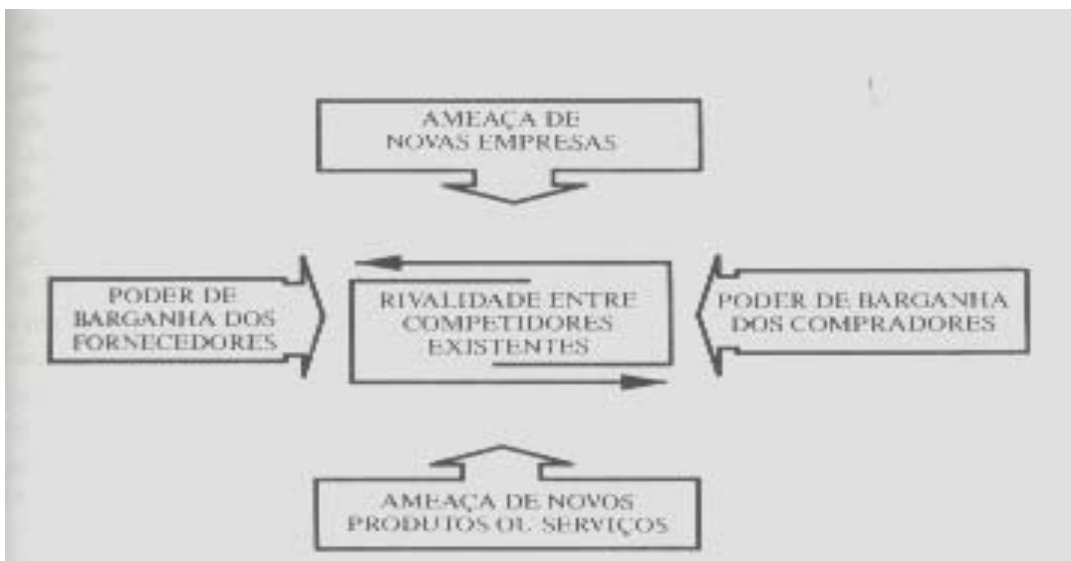 AMEAÇA DE
NOVAS EMPRESAS
PODER DE
BARGANHA DOS
FORNECEDORES
RIVALIDADE ENTRE
COMPETIDORES
EXISTENTES
PODER DE BARGANHA
DOS COMPRADORES
AMEAÇA DE NOVOS
PRODUTOS OU SERVIÇOS